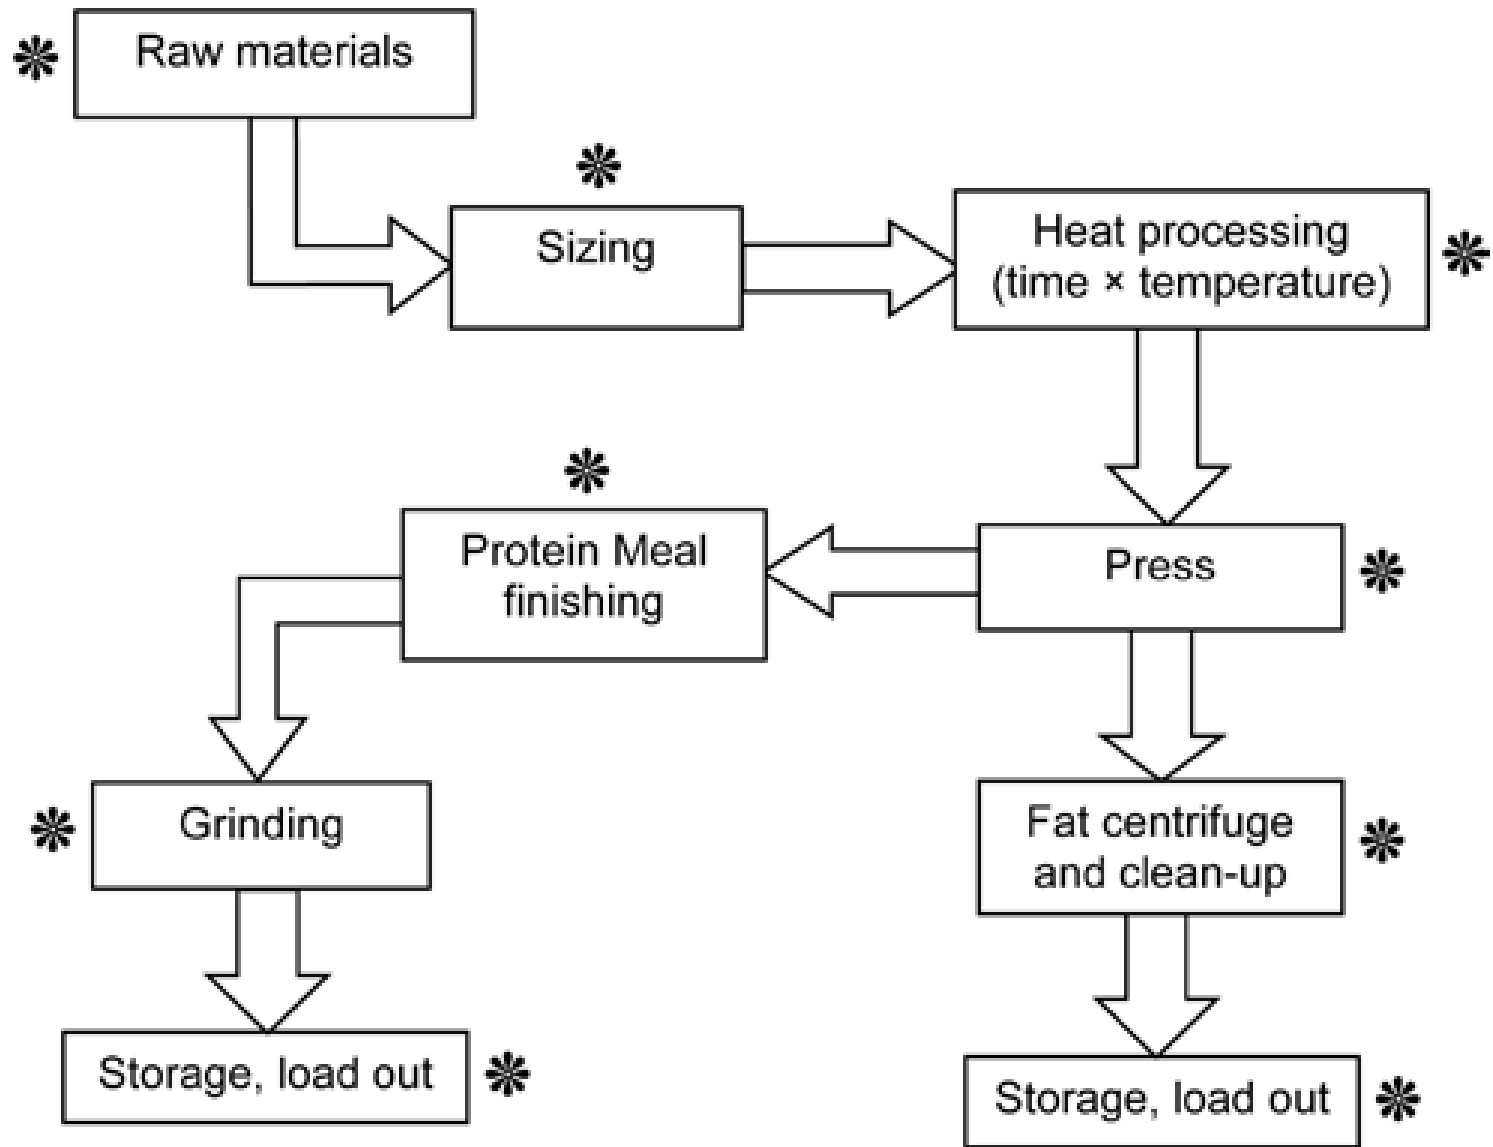 Raw materials
Sizing
Heat processing
(time × temperature)
Press
Protein Meal
finishing
Grinding
Fat centrifuge
and clean-up
Storage, load out
Storage, load out